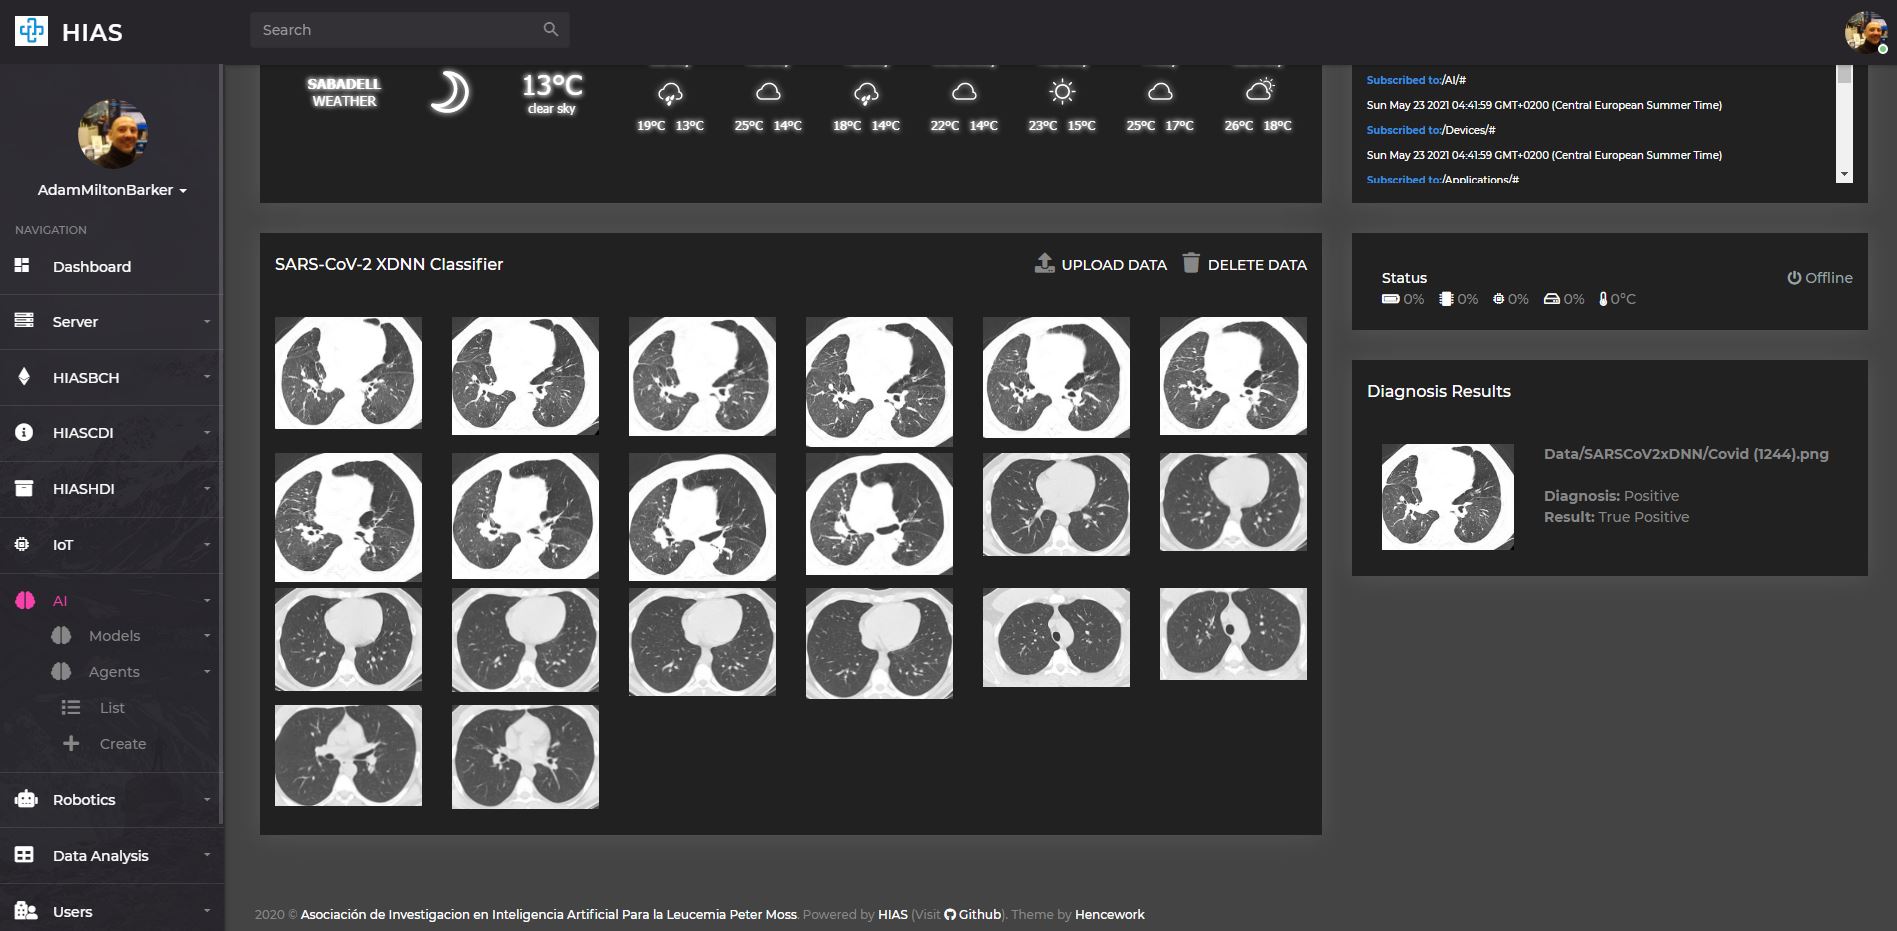 HIAS
Search
AdamMiltonBarker
NAVIGATION
Dashboard
Server
HIASBCH
HIASCDI
HIASHDI
IoT
AI
Models
Agents
List
Create
Robotics
Data Analysis
Users
SABADELL
WEATHER
13°C
clear sky
19°C 13°C
25°C 14°C
18°C 14°C
22°C 14°C
23°C 15°C
25°C 17°C
26°C 18°C
Subscribed to:/AI/#
Sun May 23 2021 04:41:59 GMT+0200 (Central European Summer Time)
Subscribed to:/Devices/#
Sun May 23 2021 04:41:59 GMT+0200 (Central European Summer Time)
Subscribed to:/Applications/#
SARS-CoV-2 XDNN Classifier
UPLOAD DATA
DELETE DATA
Status
Offline
0% 0% 0% 0% 0°C
Diagnosis Results
Data/SARSCoV2xDNN/Covid (1244).png
Diagnosis: Positive
Result: True Positive
2020 © Asociación de Investigacion en Inteligencia Artificial Para la Leucemia Peter Moss. Powered by HIAS (Visit Github). Theme by Hencework